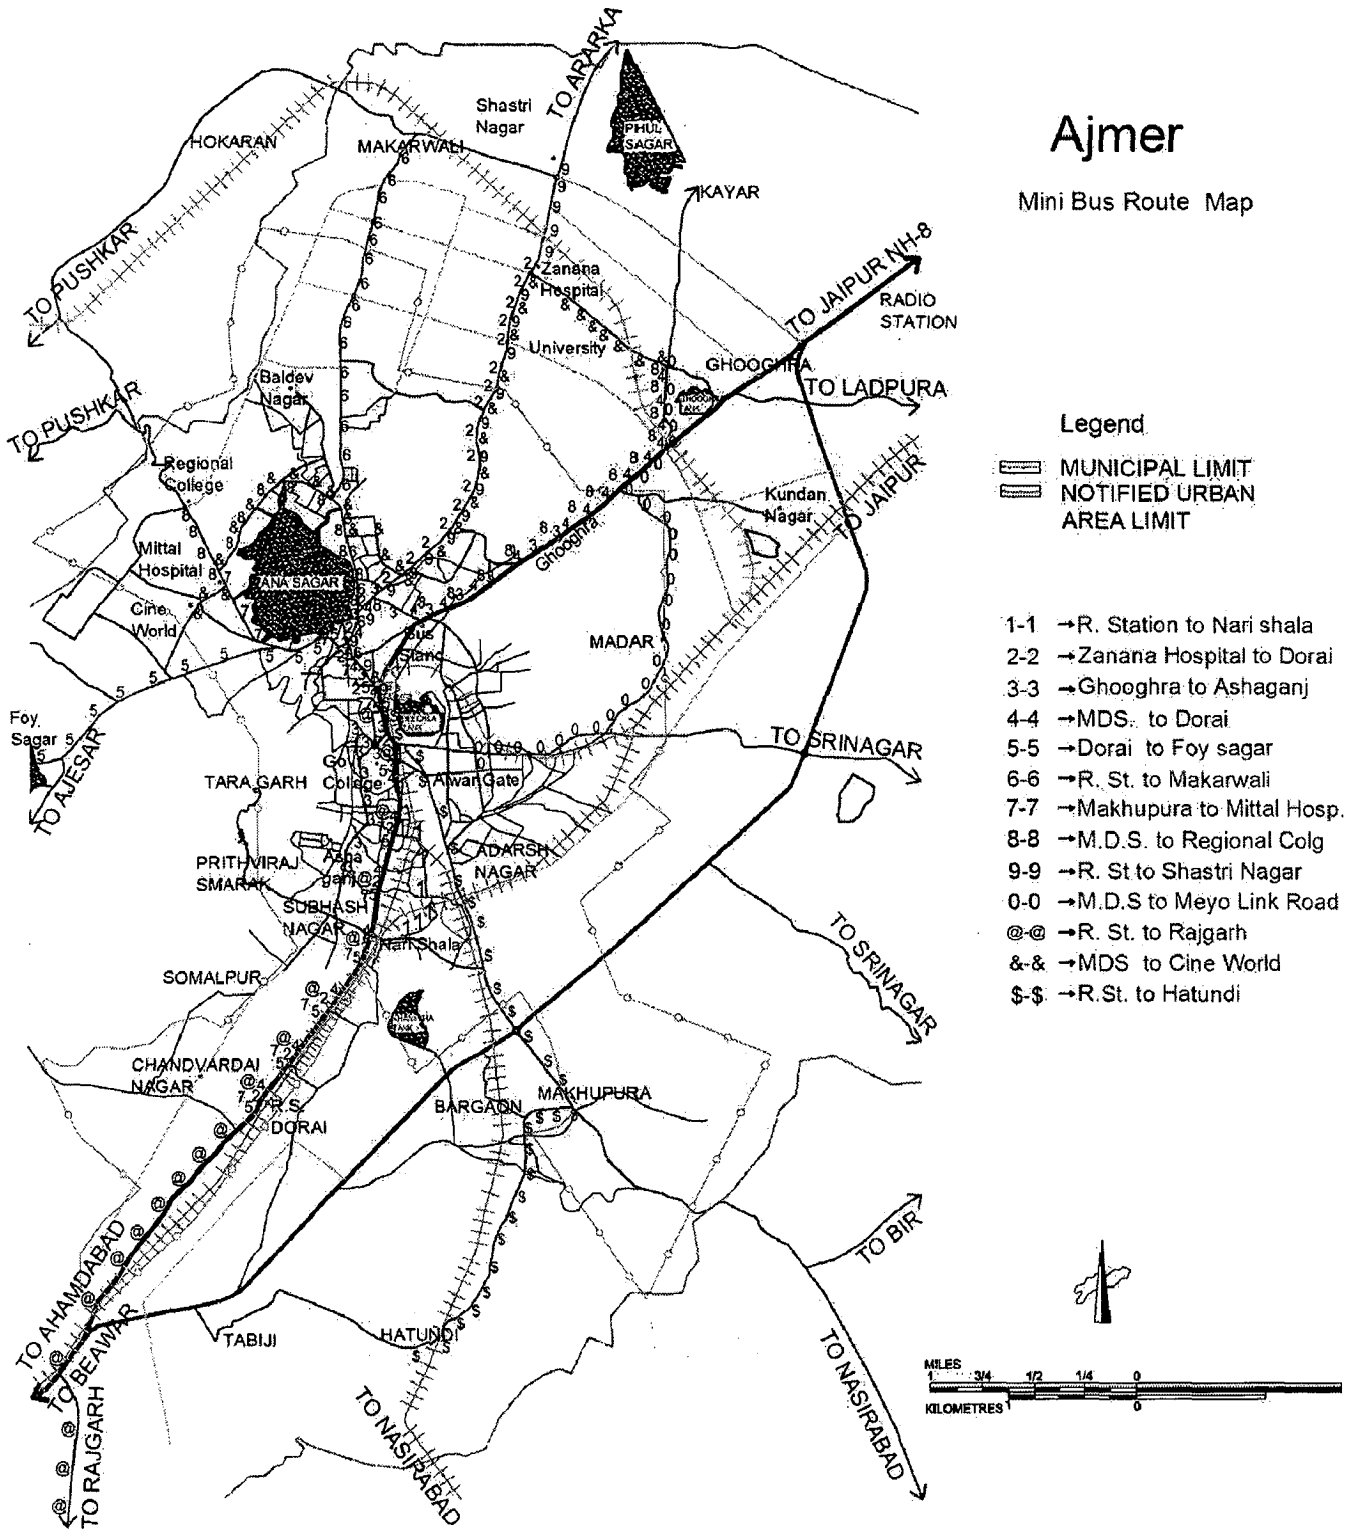 Ajmer
Mini Bus Route Map
Legend
MUNICIPAL LIMIT
NOTIFIED URBAN
AREA LIMIT
1-1 →R. Station to Nari shala
2-2 →Zanana Hospital to Dorai
3-3 →Ghooghra to Ashaganj
4-4 →MDS. to Dorai
5-5 →Dorai to Foy sagar
6-6 →R. St. to Makarwali
7-7 →Makhupura to Mittal Hosp.
8-8 →M.D.S. to Regional Colg
9-9 →R. St to Shastri Nagar
0-0 →M.D.S to Meyo Link Road
@-@ →R. St. to Rajgarh
&-& →MDS to Cine World
$-$ →R.St. to Hatundi
TO ARARKA
Shastri
Nagar
PIHUL
SAGAR
HOKARAN
MAKARWALI
KAYAR
TO PUSHKAR
TO JAIPUR NH-8
Zanana
Hospital
RADIO
STATION
University
GHOOGHRA
TO LADPURA
Baldev
Nagar
TO PUSHKAR
Regional
College
TO JAIPUR
Kundan
Nagar
Ghooghra
Mittal
Hospital
ANA SAGAR
Cine
World
Bus
Stand
MADAR
Foy
Sagar
TO AJESAR
TO SRINAGAR
TARA GARH
College
Alwar Gate
PRITHVIRAJ
SMARAK
Asha
ganj
ADARSH
NAGAR
SUBHASH
NAGAR
Nari Shala
TO SRINAGAR
SOMALPUR
CHANDVARDAI
NAGAR
R.S.
DORAI
BARGAON
MAKHUPURA
TO AHAMDABAD
TO BEAWAR
TO BIR
TABIJI
HATUNDI
TO RAJGARH
TO NASIRABAD
TO NASIRABAD
MILES
1 3/4 1/2 1/4 0
KILOMETRES 1 0